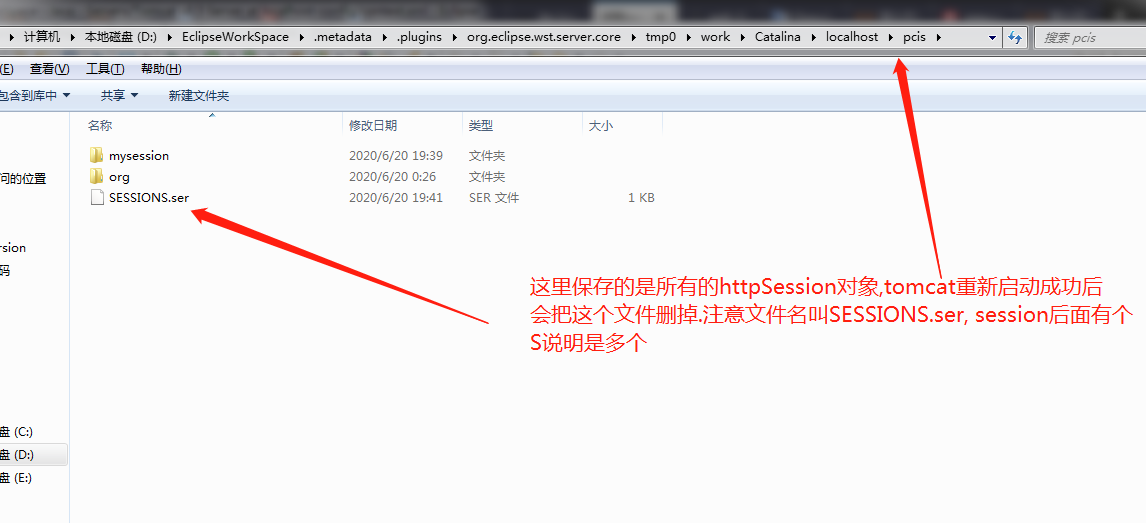 计算机 本地磁盘 (D:) EclipseWorkSpace .metadata .plugins org.eclipse.wst.server.core tmp0 work Catalina localhost pcis 搜索 pcis
(E) 查看(V) 工具(T) 帮助(H)
包含到库中 共享 新建文件夹
名称 修改日期 类型 大小
mysession 2020/6/20 19:39 文件夹
org 2020/6/20 0:26 文件夹
SESSIONS.ser 2020/6/20 19:41 SER 文件 1 KB
问的位置
rsion
码
盘 (C:)
盘 (D:)
盘 (E:)
这里保存的是所有的httpSession对象,tomcat重新启动成功后
会把这个文件删掉.注意文件名叫SESSIONS.ser, session后面有个
S说明是多个